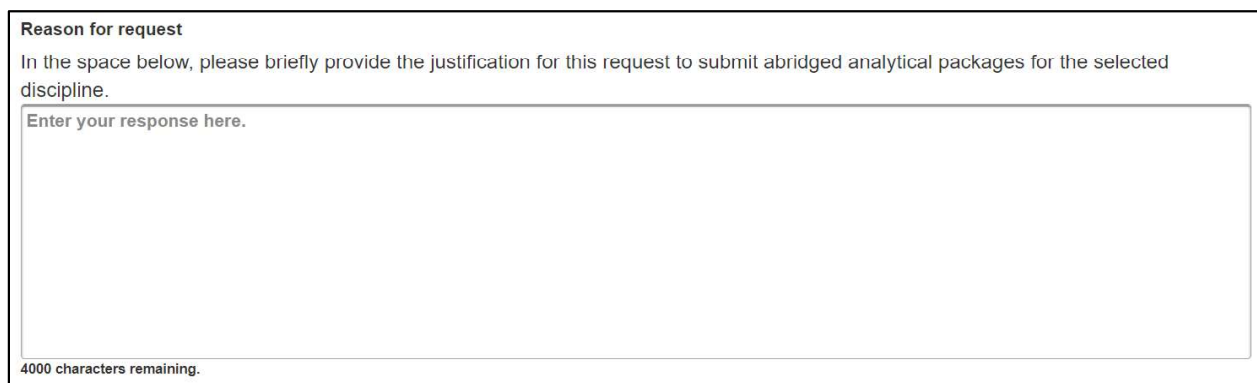 Reason for request
In the space below, please briefly provide the justification for this request to submit abridged analytical packages for the selected
discipline.
Enter your response here.
4000 characters remaining.